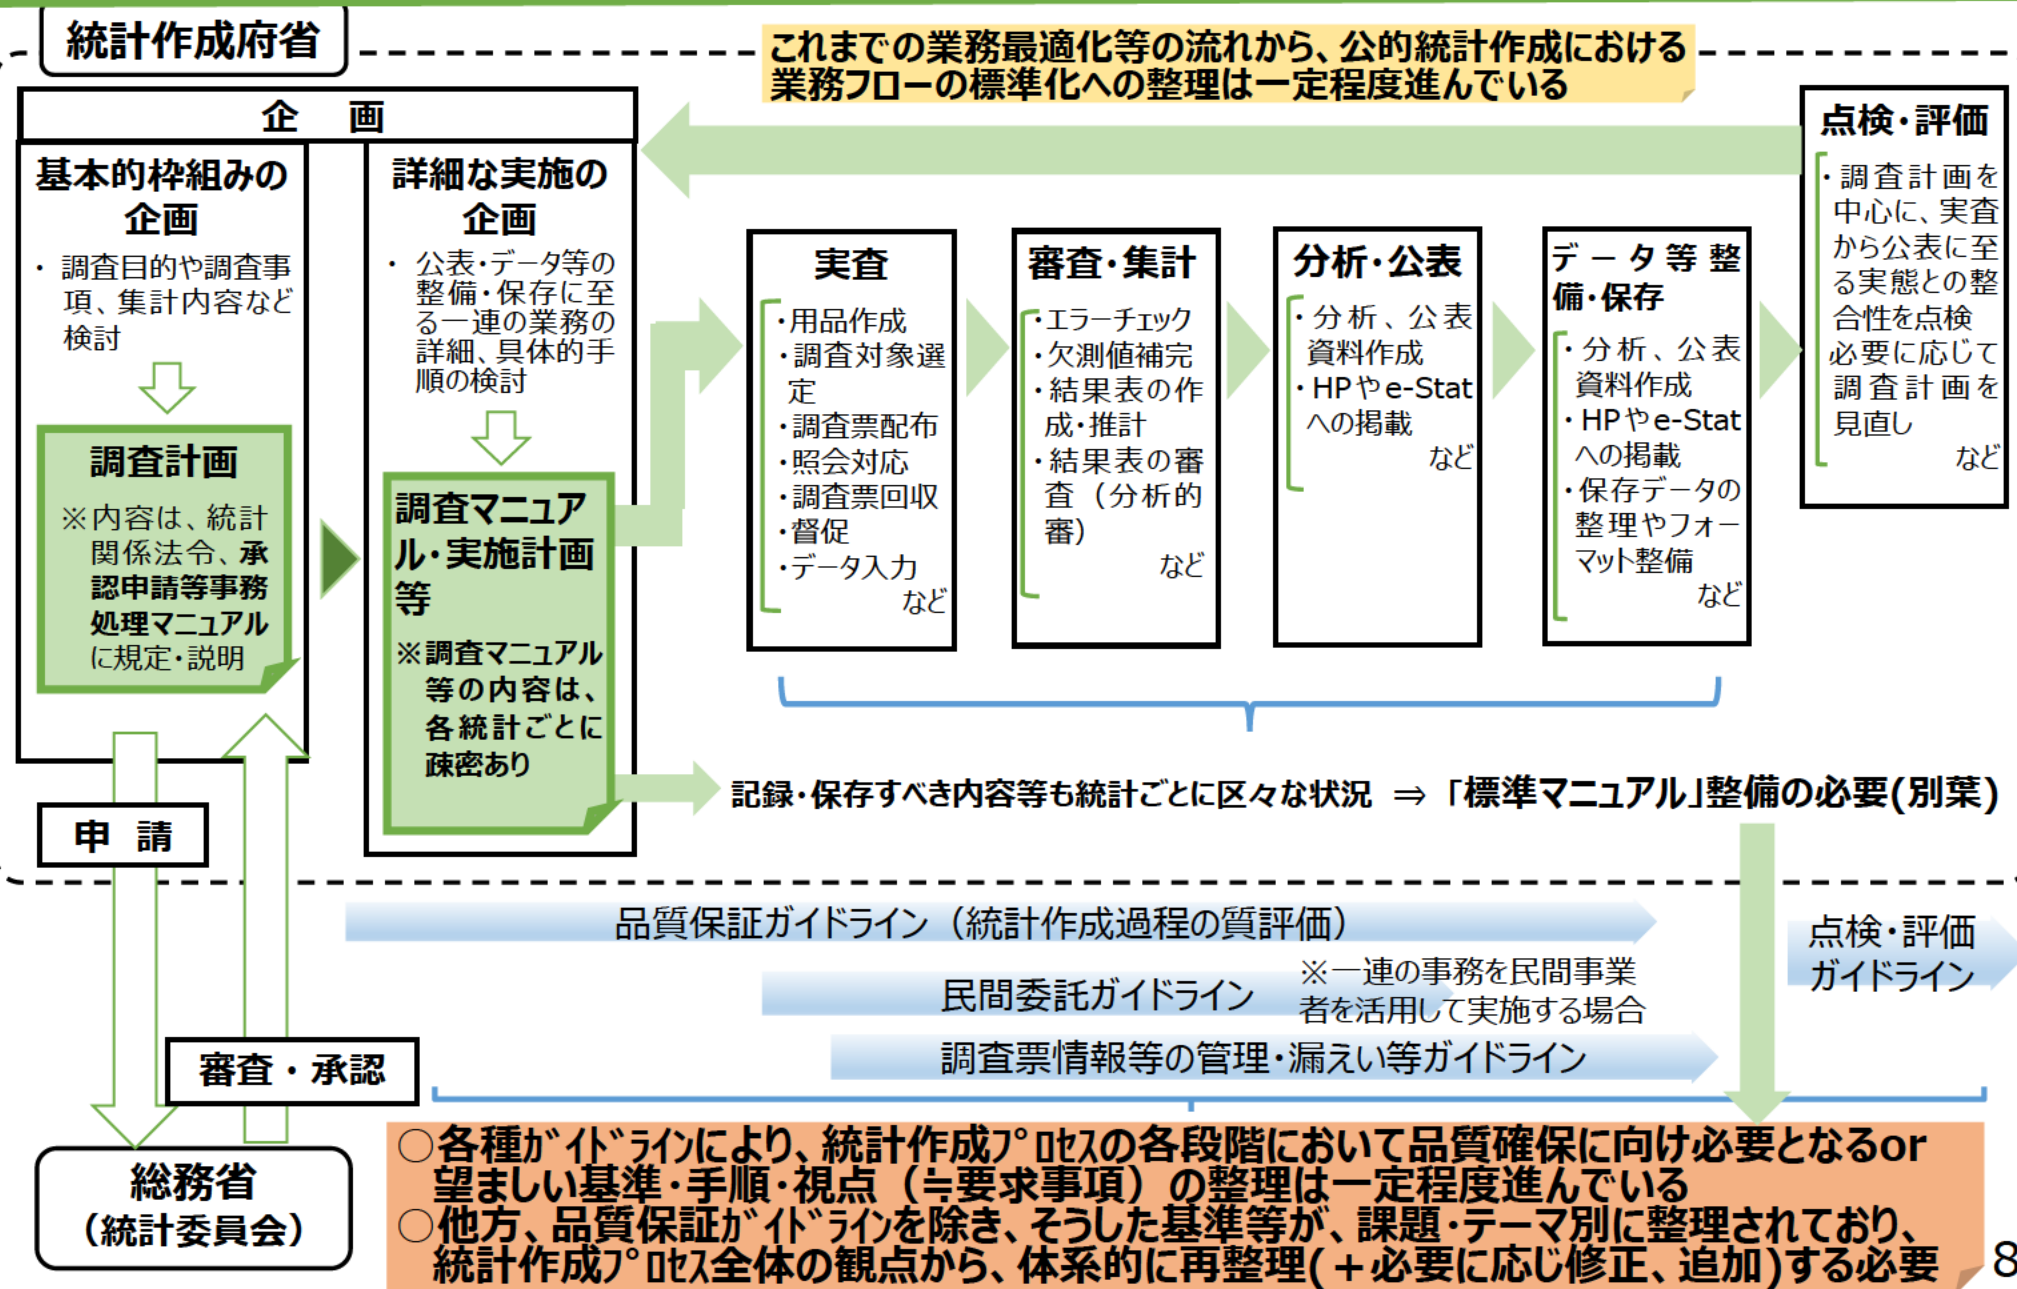 統計作成府省
これまでの業務最適化等の流れから、公的統計作成における
業務フローの標準化への整理は一定程度進んでいる
企　画
基本的枠組みの
企画
・ 調査目的や調査事
項、集計内容など
検討
調査計画
※内容は、統計
関係法令、承
認申請等事務
処理マニュアル
に規定・説明
詳細な実施の
企画
・ 公表・データ等の
整備・保存に至
る一連の業務の
詳細、具体的手
順の検討
調査マニュア
ル・実施計画
等
※調査マニュアル
等の内容は、
各統計ごとに
疎密あり
実査
・用品作成
・調査対象選
定
・調査票配布
・照会対応
・調査票回収
・督促
・データ入力
など
審査・集計
・エラーチェック
・欠測値補完
・結果表の作
成・推計
・結果表の審
査（分析的
審）
など
分析・公表
・分析、公表
資料作成
・HPやe-Stat
への掲載
など
データ等整
備・保存
・分析、公表
資料作成
・HPやe-Stat
への掲載
・保存データの
整理やフォー
マット整備
など
点検・評価
・調査計画を
中心に、実査
から公表に至
る実態との整
合性を点検
必要に応じて
調査計画を
見直し
など
記録・保存すべき内容等も統計ごとに区々な状況 ⇒ 「標準マニュアル」整備の必要(別葉)
申 請
審査・承認
総務省
（統計委員会）
品質保証ガイドライン（統計作成過程の質評価）
民間委託ガイドライン
※一連の事務を民間事業
者を活用して実施する場合
調査票情報等の管理・漏えい等ガイドライン
点検・評価
ガイドライン
○各種ｶﾞｲﾄﾞﾗｲﾝにより、統計作成ﾌﾟﾛｾｽの各段階において品質確保に向け必要となるor
望ましい基準・手順・視点（≒要求事項）の整理は一定程度進んでいる
○他方、品質保証ｶﾞｲﾄﾞﾗｲﾝを除き、そうした基準等が、課題・テーマ別に整理されており、
統計作成ﾌﾟﾛｾｽ全体の観点から、体系的に再整理(＋必要に応じ修正、追加)する必要
8